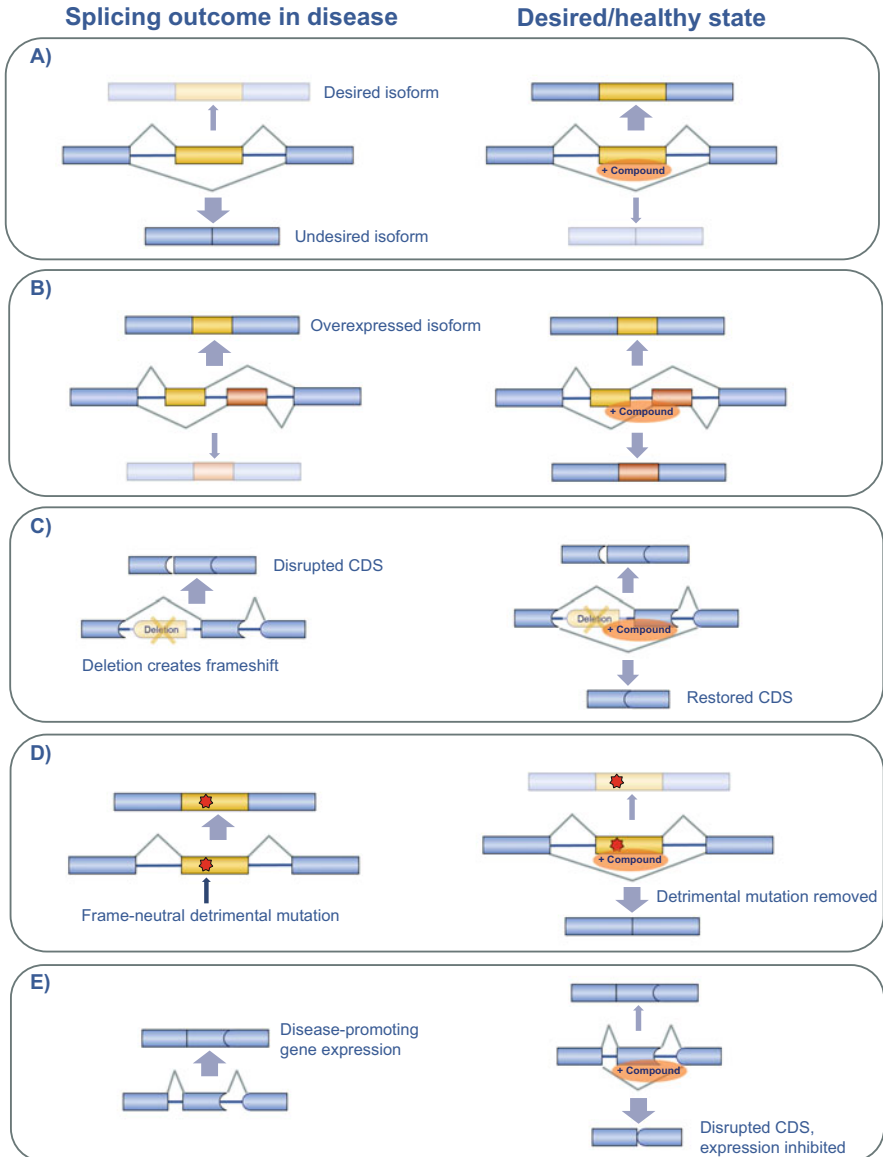 Splicing outcome in disease
Desired/healthy state
A)
Desired isoform
+ Compound
Undesired isoform
B)
Overexpressed isoform
+ Compound
C)
Disrupted CDS
Deletion
Deletion creates frameshift
Deletion
+ Compound
Restored CDS
D)
Frame-neutral detrimental mutation
+ Compound
Detrimental mutation removed
E)
Disease-promoting
gene expression
+ Compound
Disrupted CDS,
expression inhibited